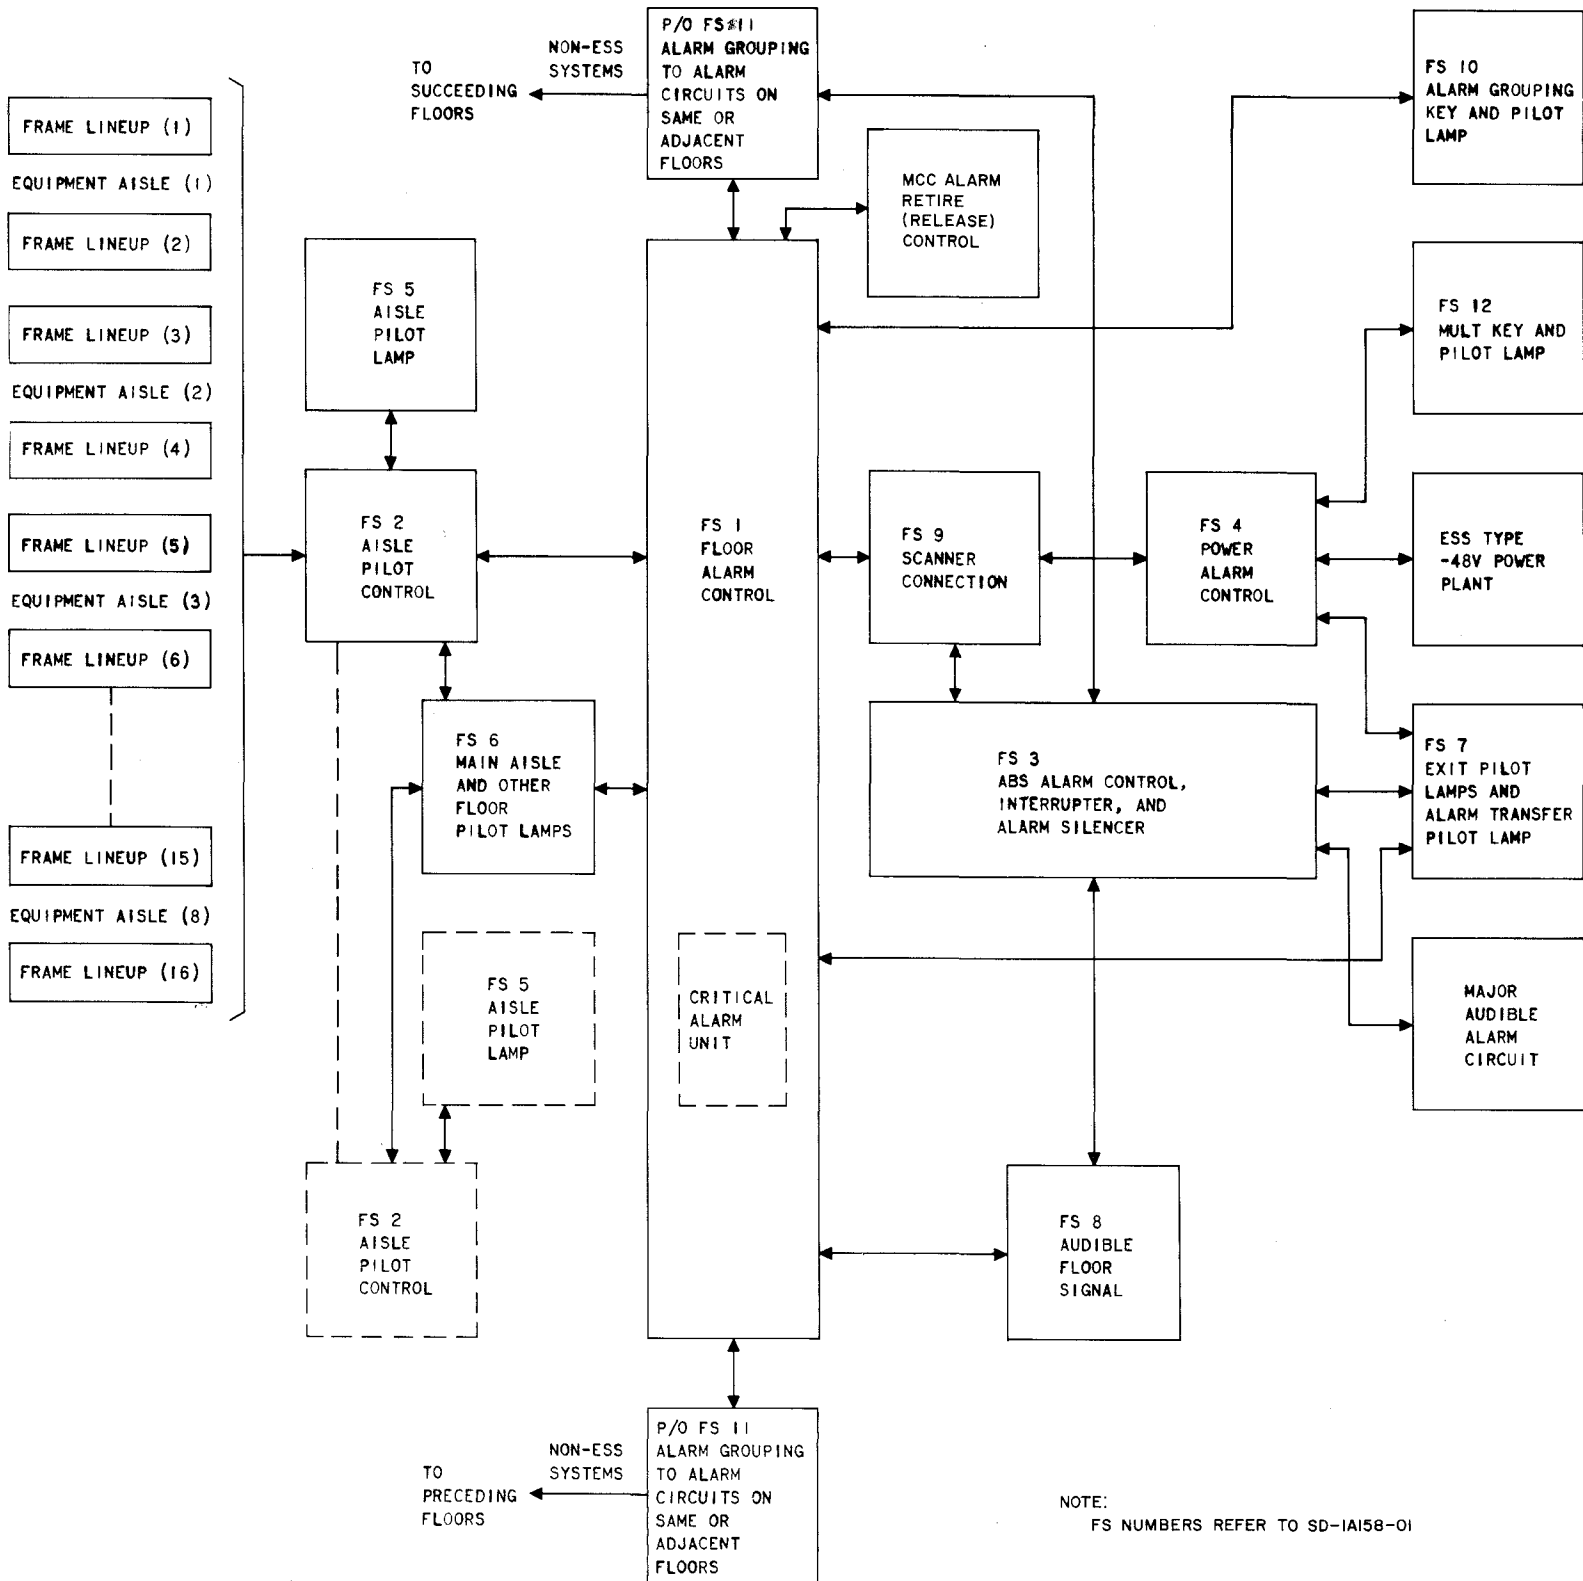 FRAME LINEUP (1)
EQUIPMENT AISLE (1)
FRAME LINEUP (2)
FRAME LINEUP (3)
EQUIPMENT AISLE (2)
FRAME LINEUP (4)
FRAME LINEUP (5)
EQUIPMENT AISLE (3)
FRAME LINEUP (6)
FRAME LINEUP (15)
EQUIPMENT AISLE (8)
FRAME LINEUP (16)
TO
SUCCEEDING
FLOORS
NON-ESS
SYSTEMS
P/O FS#11
ALARM GROUPING
TO ALARM
CIRCUITS ON
SAME OR
ADJACENT
FLOORS
MCC ALARM
RETIRE
(RELEASE)
CONTROL
FS 10
ALARM GROUPING
KEY AND PILOT
LAMP
FS 5
AISLE
PILOT
LAMP
FS 12
MULT KEY AND
PILOT LAMP
FS 2
AISLE
PILOT
CONTROL
FS 1
FLOOR
ALARM
CONTROL
FS 9
SCANNER
CONNECTION
FS 4
POWER
ALARM
CONTROL
ESS TYPE
-48V POWER
PLANT
FS 6
MAIN AISLE
AND OTHER
FLOOR
PILOT LAMPS
FS 3
ABS ALARM CONTROL,
INTERRUPTER, AND
ALARM SILENCER
FS 7
EXIT PILOT
LAMPS AND
ALARM TRANSFER
PILOT LAMP
FS 5
AISLE
PILOT
LAMP
CRITICAL
ALARM
UNIT
MAJOR
AUDIBLE
ALARM
CIRCUIT
FS 2
AISLE
PILOT
CONTROL
FS 8
AUDIBLE
FLOOR
SIGNAL
TO
PRECEDING
FLOORS
NON-ESS
SYSTEMS
P/O FS 11
ALARM GROUPING
TO ALARM
CIRCUITS ON
SAME OR
ADJACENT
FLOORS
NOTE:
FS NUMBERS REFER TO SD-1A158-01